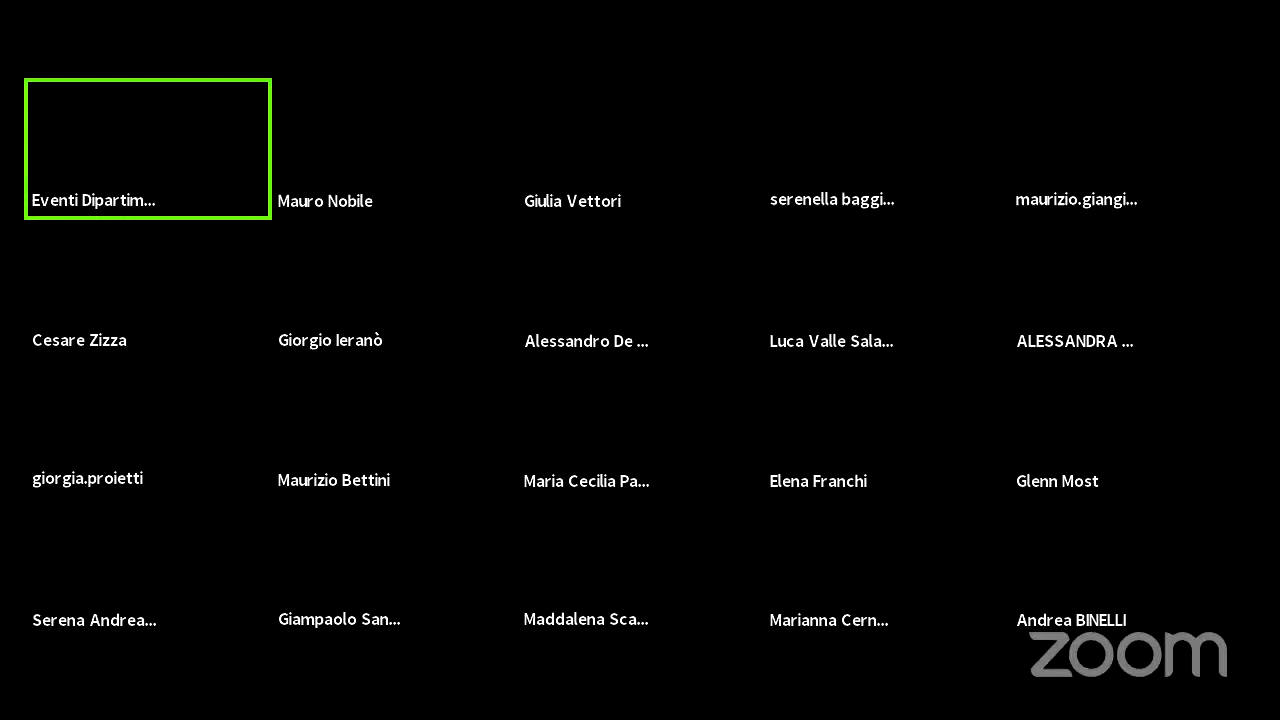 Eventi Dipartim...
Mauro Nobile
Giulia Vettori
serenella baggi...
maurizio.giangi...
Cesare Zizza
Giorgio Ieranò
Alessandro De ...
Luca Valle Sala...
ALESSANDRA ...
giorgia.proietti
Maurizio Bettini
Maria Cecilia Pa...
Elena Franchi
Glenn Most
Serena Andrea...
Giampaolo San...
Maddalena Sca...
Marianna Cern...
Andrea BINELLI
zoom